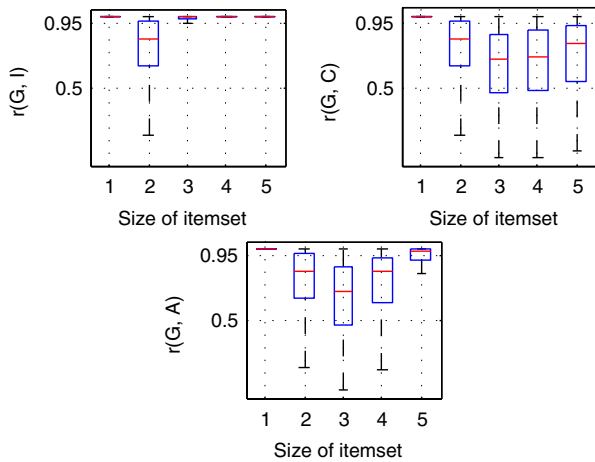 r(G, I)
0.95
0.5
1 2 3 4 5
Size of itemset
r(G, C)
0.95
0.5
1 2 3 4 5
Size of itemset
r(G, A)
0.95
0.5
1 2 3 4 5
Size of itemset